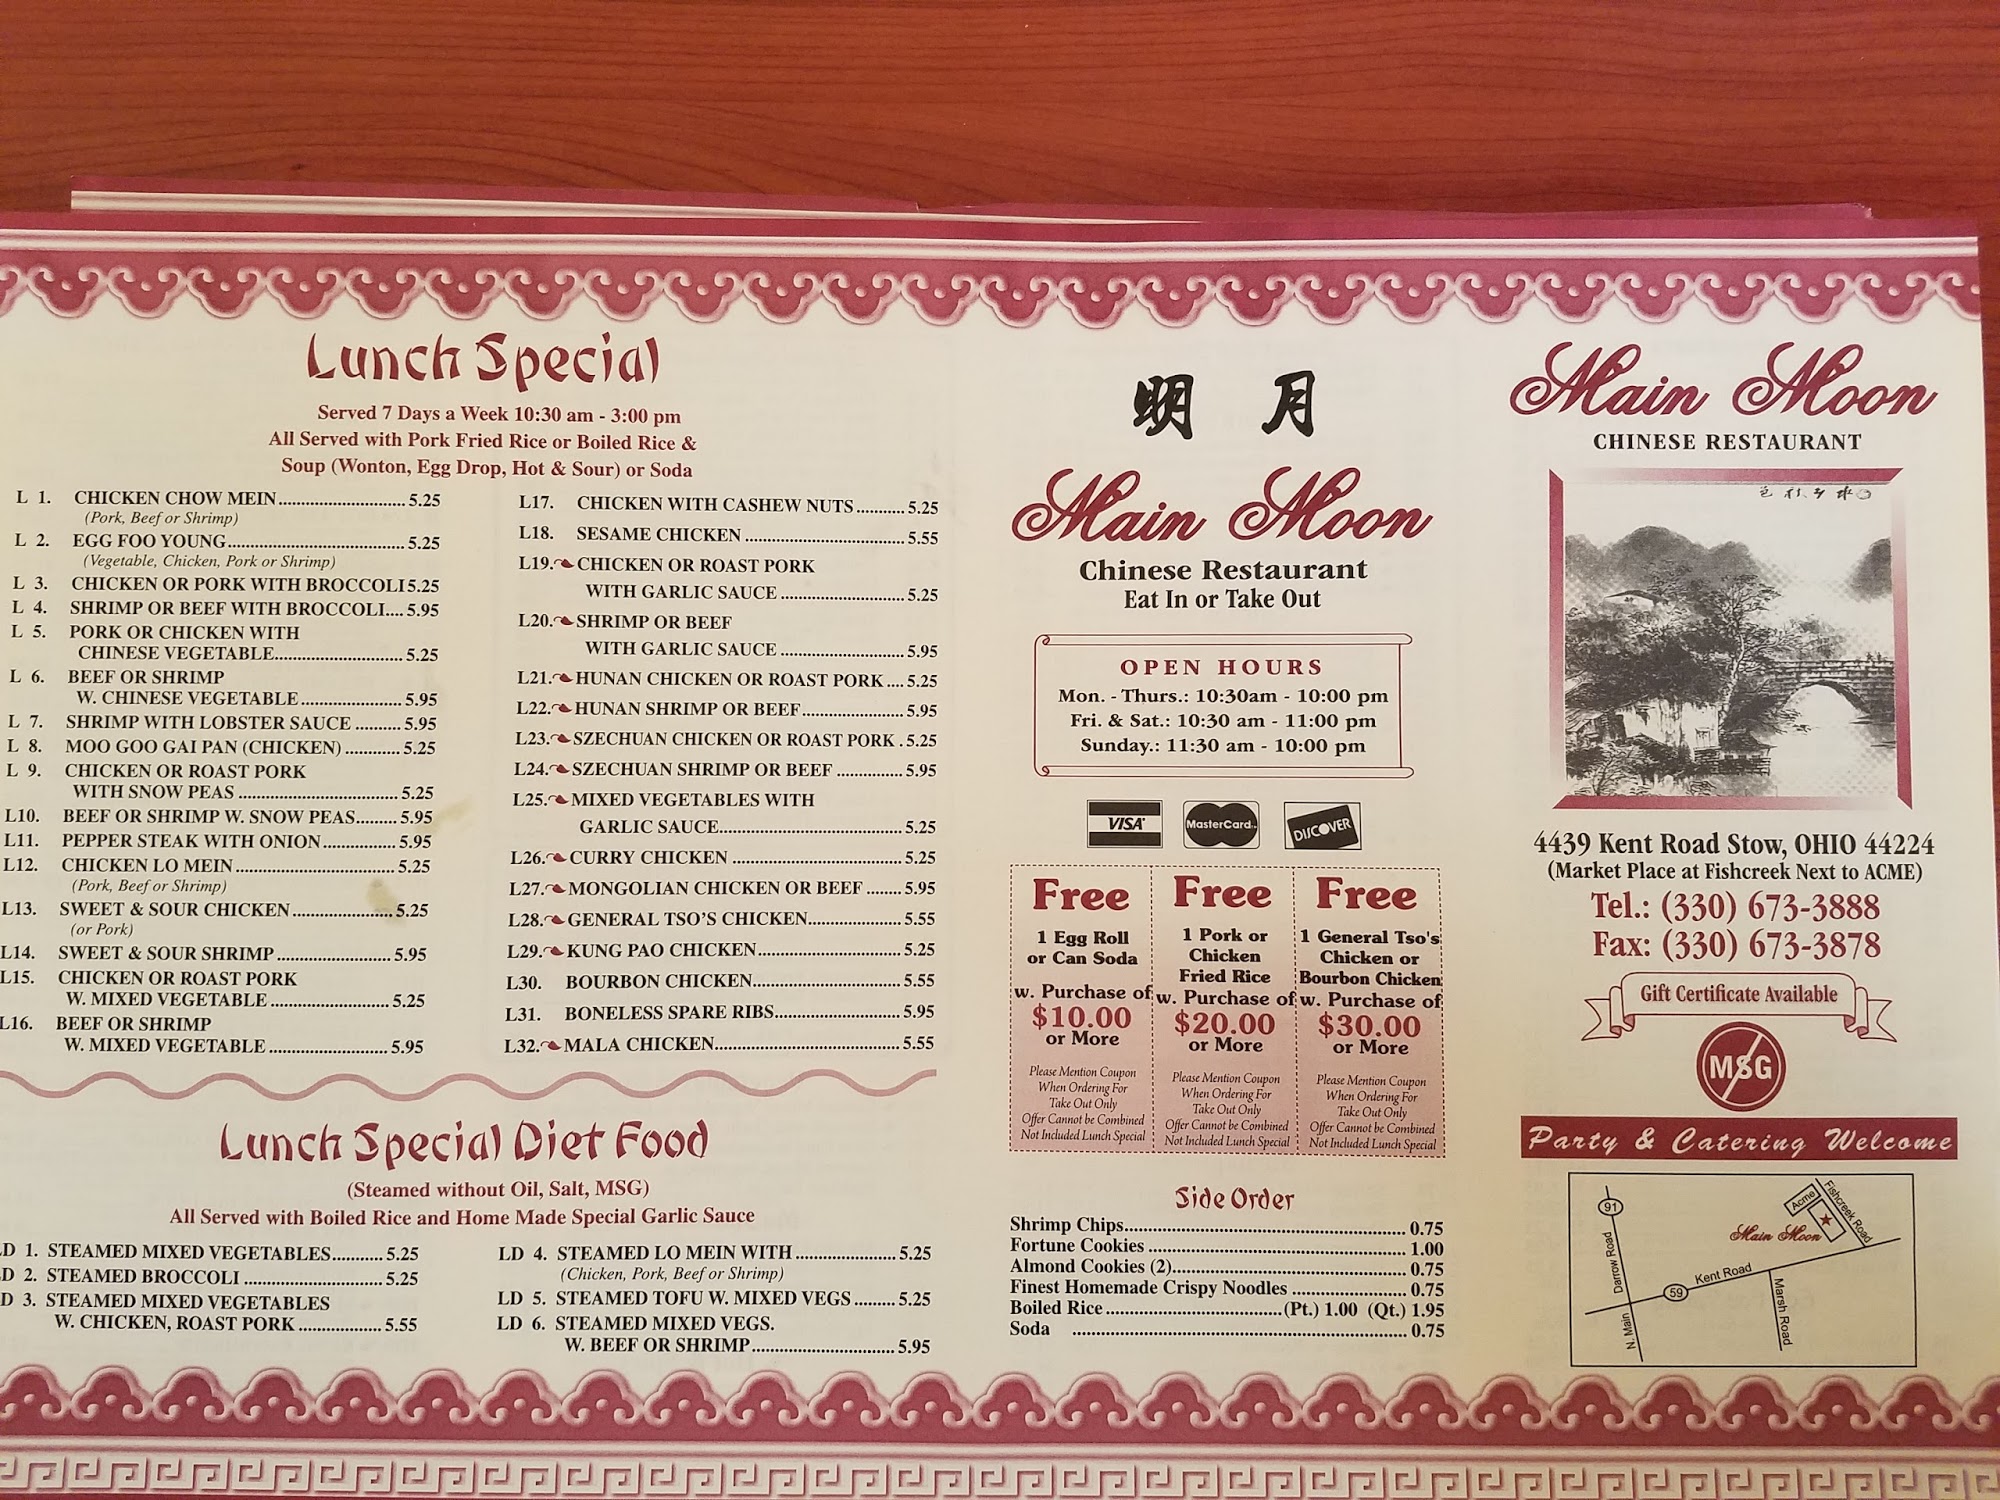 Lunch Special
Served 7 Days a Week 10:30 am - 3:00 pm
All Served with Pork Fried Rice or Boiled Rice &
Soup (Wonton, Egg Drop, Hot & Sour) or Soda
L 1. CHICKEN CHOW MEIN 5.25
(Pork, Beef or Shrimp)
L 2. EGG FOO YOUNG 5.25
(Vegetable, Chicken, Pork or Shrimp)
L 3. CHICKEN OR PORK WITH BROCCOLI 5.25
L 4. SHRIMP OR BEEF WITH BROCCOLI.... 5.95
L 5. PORK OR CHICKEN WITH
CHINESE VEGETABLE 5.25
L 6. BEEF OR SHRIMP
W. CHINESE VEGETABLE 5.95
L 7. SHRIMP WITH LOBSTER SAUCE 5.95
L 8. MOO GOO GAI PAN (CHICKEN) 5.25
L 9. CHICKEN OR ROAST PORK
WITH SNOW PEAS 5.25
L10. BEEF OR SHRIMP W. SNOW PEAS 5.95
L11. PEPPER STEAK WITH ONION 5.95
L12. CHICKEN LO MEIN 5.25
(Pork, Beef or Shrimp)
L13. SWEET & SOUR CHICKEN 5.25
(or Pork)
L14. SWEET & SOUR SHRIMP 5.95
L15. CHICKEN OR ROAST PORK
W. MIXED VEGETABLE 5.25
L16. BEEF OR SHRIMP
W. MIXED VEGETABLE 5.95
L17. CHICKEN WITH CASHEW NUTS 5.25
L18. SESAME CHICKEN 5.55
L19. CHICKEN OR ROAST PORK
WITH GARLIC SAUCE 5.25
L20. SHRIMP OR BEEF
WITH GARLIC SAUCE 5.95
L21. HUNAN CHICKEN OR ROAST PORK .... 5.25
L22. HUNAN SHRIMP OR BEEF 5.95
L23. SZECHUAN CHICKEN OR ROAST PORK . 5.25
L24. SZECHUAN SHRIMP OR BEEF 5.95
L25. MIXED VEGETABLES WITH
GARLIC SAUCE 5.25
L26. CURRY CHICKEN 5.25
L27. MONGOLIAN CHICKEN OR BEEF 5.95
L28. GENERAL TSO'S CHICKEN 5.55
L29. KUNG PAO CHICKEN 5.25
L30. BOURBON CHICKEN 5.55
L31. BONELESS SPARE RIBS 5.95
L32. MALA CHICKEN 5.55
Lunch Special Diet Food
(Steamed without Oil, Salt, MSG)
All Served with Boiled Rice and Home Made Special Garlic Sauce
LD 1. STEAMED MIXED VEGETABLES 5.25
D 2. STEAMED BROCCOLI 5.25
D 3. STEAMED MIXED VEGETABLES
W. CHICKEN, ROAST PORK 5.55
LD 4. STEAMED LO MEIN WITH 5.25
(Chicken, Pork, Beef or Shrimp)
LD 5. STEAMED TOFU W. MIXED VEGS 5.25
LD 6. STEAMED MIXED VEGS.
W. BEEF OR SHRIMP 5.95
明 月
Main Moon
Chinese Restaurant
Eat In or Take Out
OPEN HOURS
Mon. - Thurs.: 10:30am - 10:00 pm
Fri. & Sat.: 10:30 am - 11:00 pm
Sunday.: 11:30 am - 10:00 pm
VISA MasterCard DISCOVER
Free
1 Egg Roll
or Can Soda
w. Purchase of
$10.00
or More
Please Mention Coupon
When Ordering For
Take Out Only
Offer Cannot be Combined
Not Included Lunch Special
Free
1 Pork or
Chicken
Fried Rice
w. Purchase of
$20.00
or More
Please Mention Coupon
When Ordering For
Take Out Only
Offer Cannot be Combined
Not Included Lunch Special
Free
1 General Tso's
Chicken or
Bourbon Chicken
w. Purchase of
$30.00
or More
Please Mention Coupon
When Ordering For
Take Out Only
Offer Cannot be Combined
Not Included Lunch Special
Side Order
Shrimp Chips 0.75
Fortune Cookies 1.00
Almond Cookies (2) 0.75
Finest Homemade Crispy Noodles 0.75
Boiled Rice (Pt.) 1.00 (Qt.) 1.95
Soda 0.75
Main Moon
CHINESE RESTAURANT
4439 Kent Road Stow, OHIO 44224
(Market Place at Fishcreek Next to ACME)
Tel.: (330) 673-3888
Fax: (330) 673-3878
Gift Certificate Available
MSG
Party & Catering Welcome
91
Darrow Road
N. Main
59
Kent Road
Marsh Road
Main Moon
Acme
Fishcreek Road